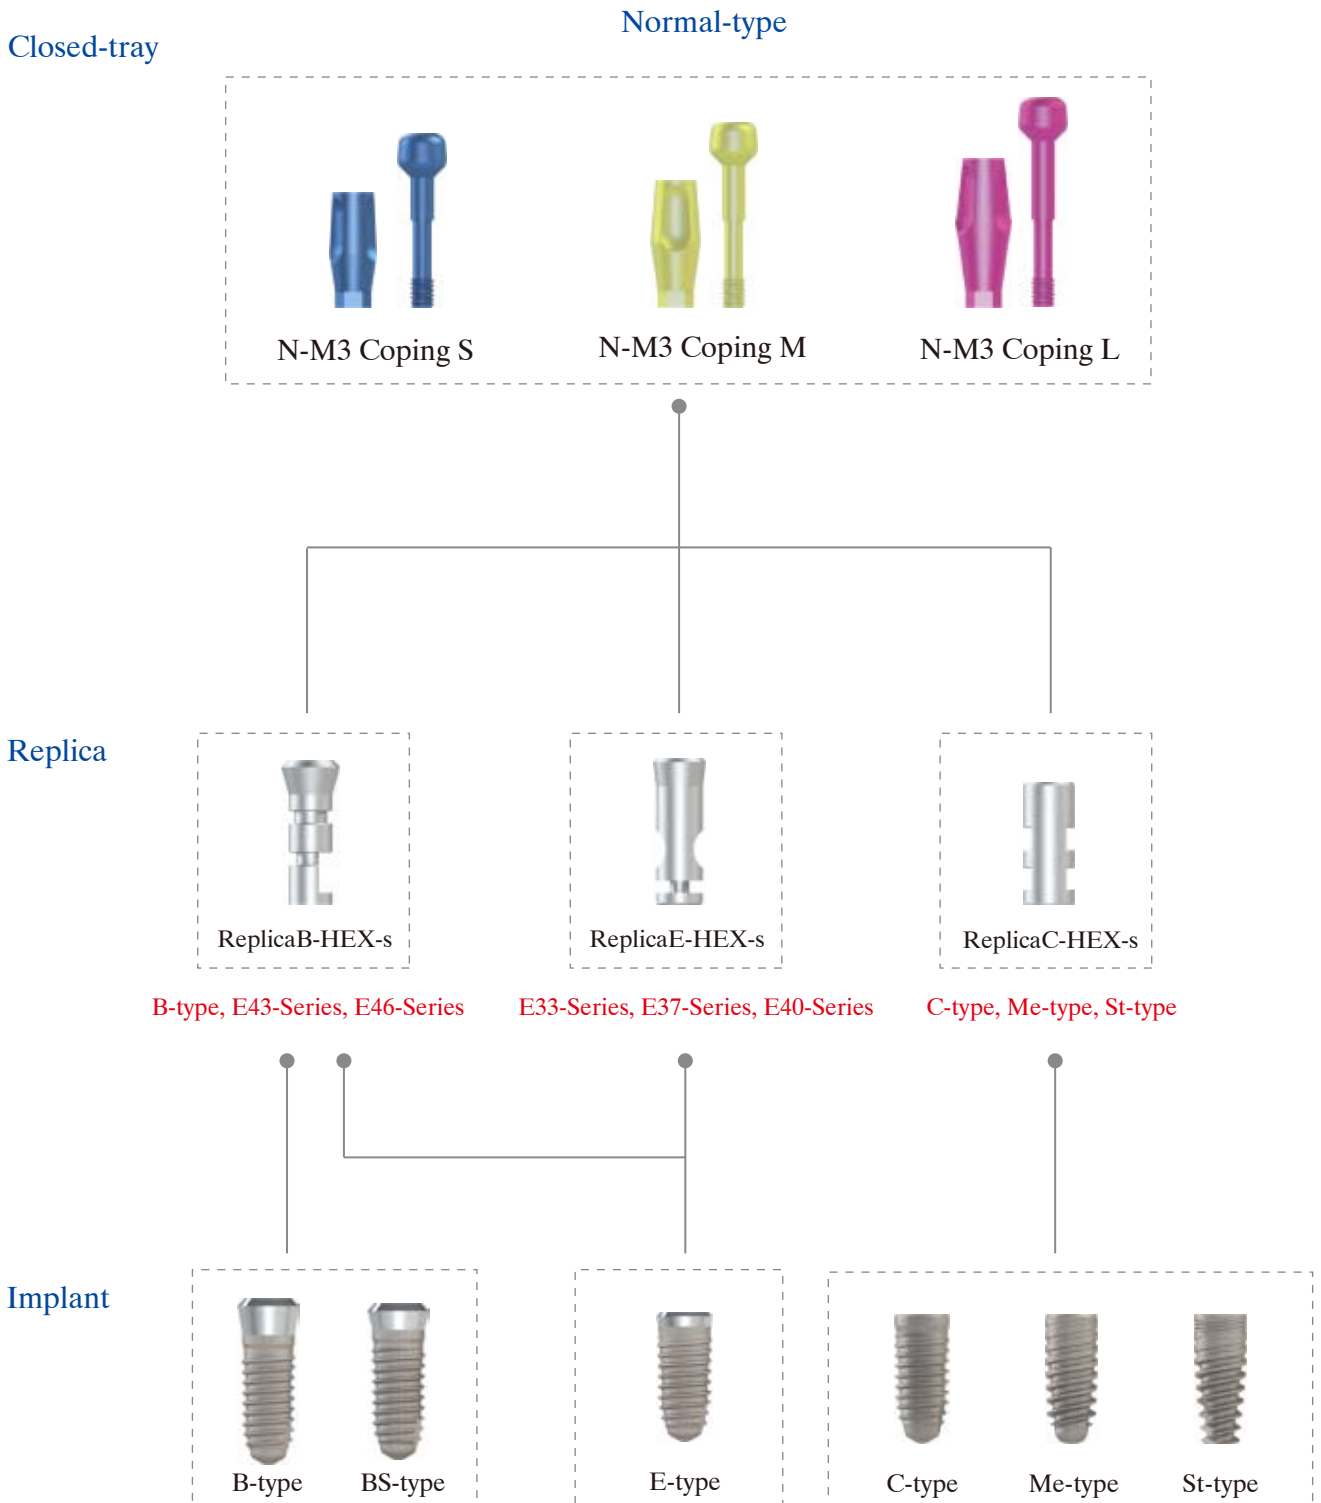 Normal-type
Closed-tray
N-M3 Coping S
N-M3 Coping M
N-M3 Coping L
Replica
ReplicaB-HEX-s
ReplicaE-HEX-s
ReplicaC-HEX-s
B-type, E43-Series, E46-Series
E33-Series, E37-Series, E40-Series
C-type, Me-type, St-type
Implant
B-type
BS-type
E-type
C-type
Me-type
St-type